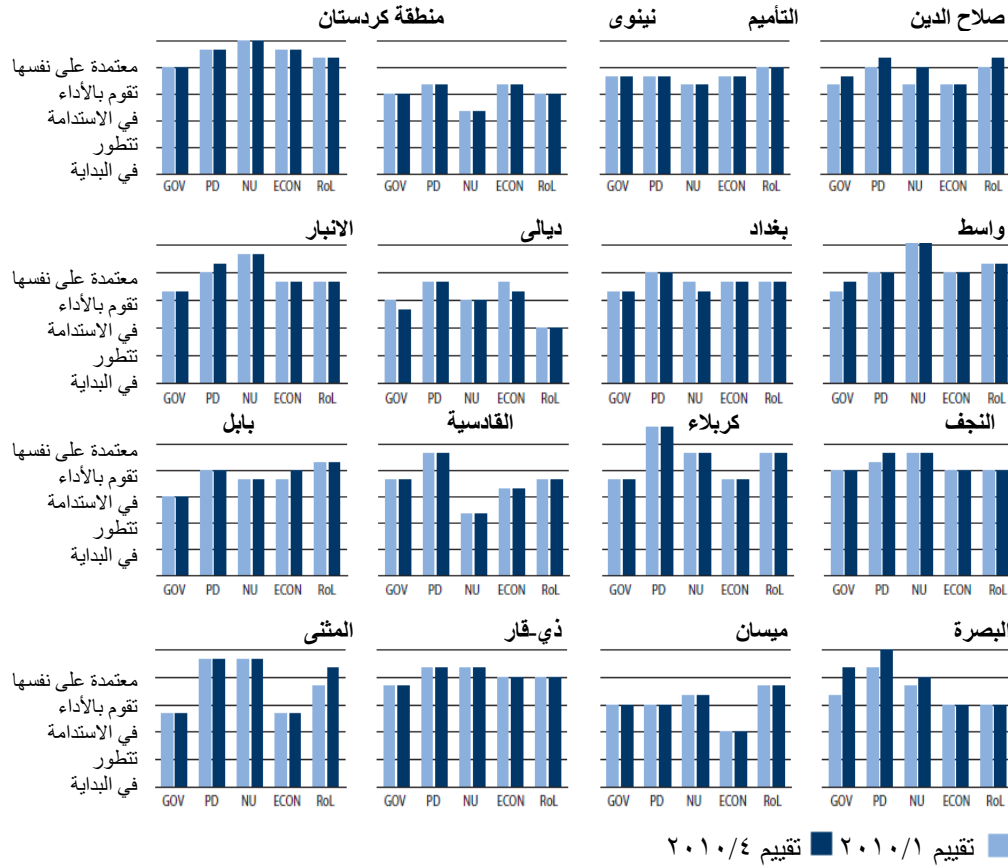 صلاح الدين التأميم نينوى منطقة كردستان
معتمدة على نفسها
تقوم بالأداء
في الاستدامة
تتطور
في البداية
GOV PD NU ECON RoL GOV PD NU ECON RoL GOV PD NU ECON RoL GOV PD NU ECON RoL
واسط بغداد ديالى الانبار
معتمدة على نفسها
تقوم بالأداء
في الاستدامة
تتطور
في البداية
GOV PD NU ECON RoL GOV PD NU ECON RoL GOV PD NU ECON RoL GOV PD NU ECON RoL
النجف كربلاء القادسية بابل
معتمدة على نفسها
تقوم بالأداء
في الاستدامة
تتطور
في البداية
GOV PD NU ECON RoL GOV PD NU ECON RoL GOV PD NU ECON RoL GOV PD NU ECON RoL
البصرة ميسان ذي-قار المثنى
معتمدة على نفسها
تقوم بالأداء
في الاستدامة
تتطور
في البداية
GOV PD NU ECON RoL GOV PD NU ECON RoL GOV PD NU ECON RoL GOV PD NU ECON RoL
تقييم ٢٠١٠/١ تقييم ٢٠١٠/٤